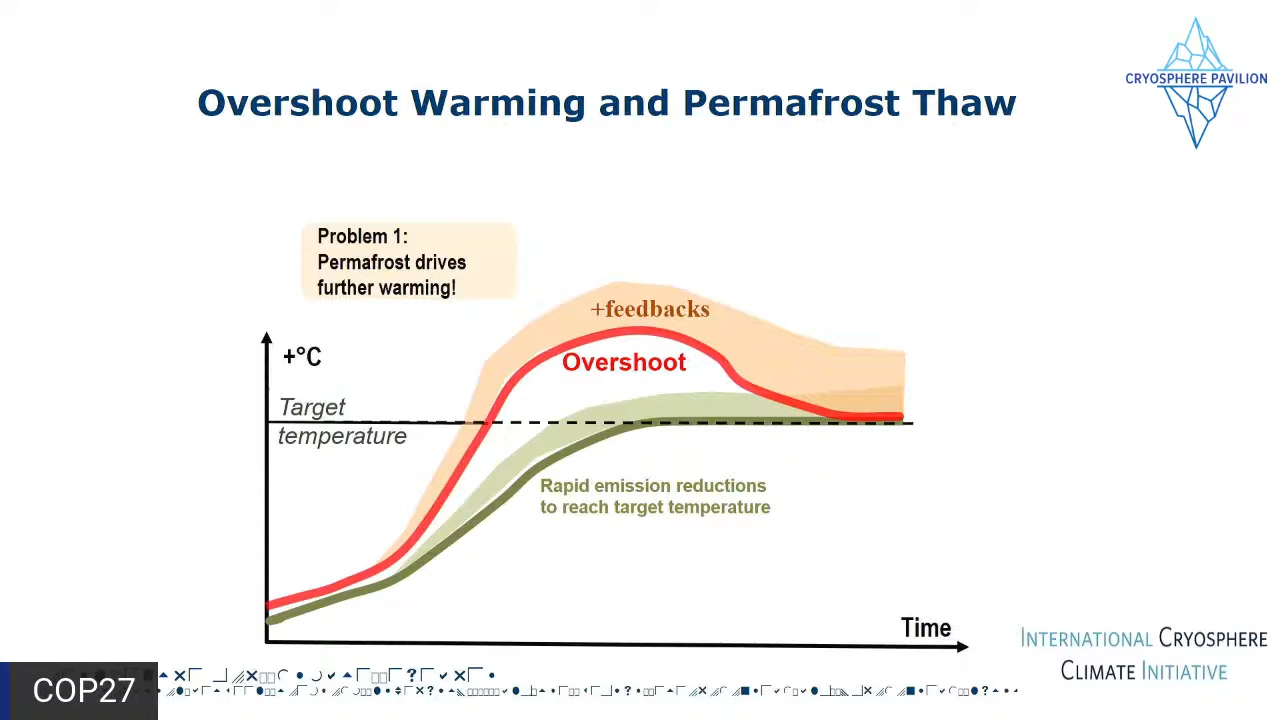 CRYOSPHERE PAVILION
Overshoot Warming and Permafrost Thaw
Problem 1:
Permafrost drives
further warming!
+feedbacks
+°C
Overshoot
Target
temperature
Rapid emission reductions
to reach target temperature
Time
INTERNATIONAL CRYOSPHERE
CLIMATE INITIATIVE
COP27